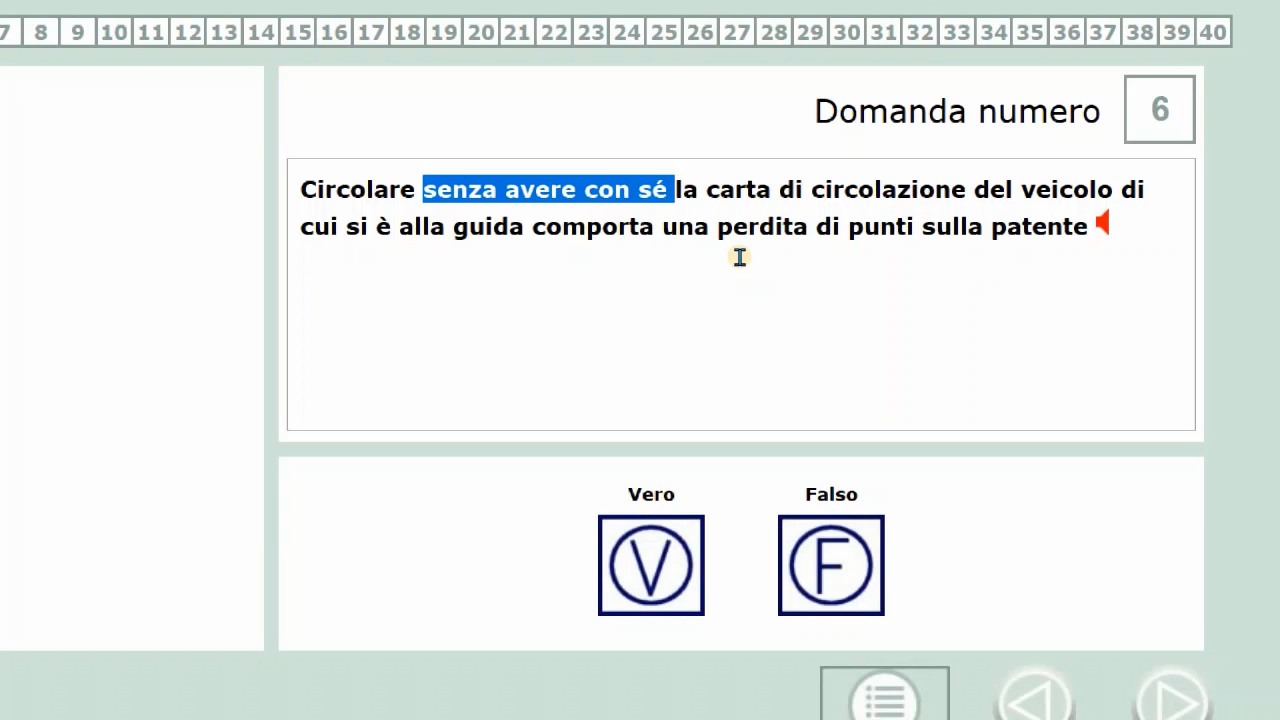 7 8 9 10 11 12 13 14 15 16 17 18 19 20 21 22 23 24 25 26 27 28 29 30 31 32 33 34 35 36 37 38 39 40
Domanda numero 6
Circolare senza avere con sé la carta di circolazione del veicolo di
cui si è alla guida comporta una perdita di punti sulla patente
Vero Falso
V F